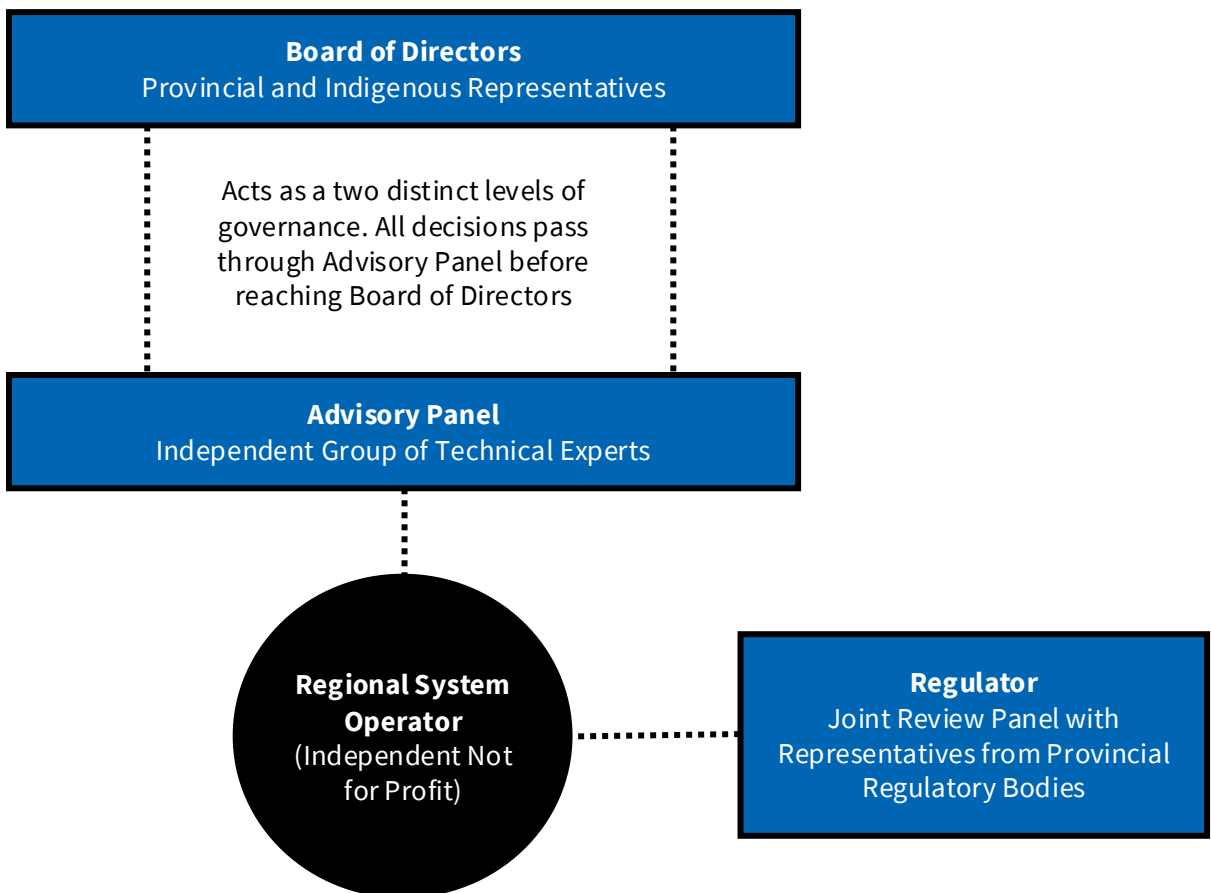 Board of Directors
Provincial and Indigenous Representatives
Acts as a two distinct levels of
governance. All decisions pass
through Advisory Panel before
reaching Board of Directors
Advisory Panel
Independent Group of Technical Experts
Regional System
Operator
(Independent Not
for Profit)
Regulator
Joint Review Panel with
Representatives from Provincial
Regulatory Bodies